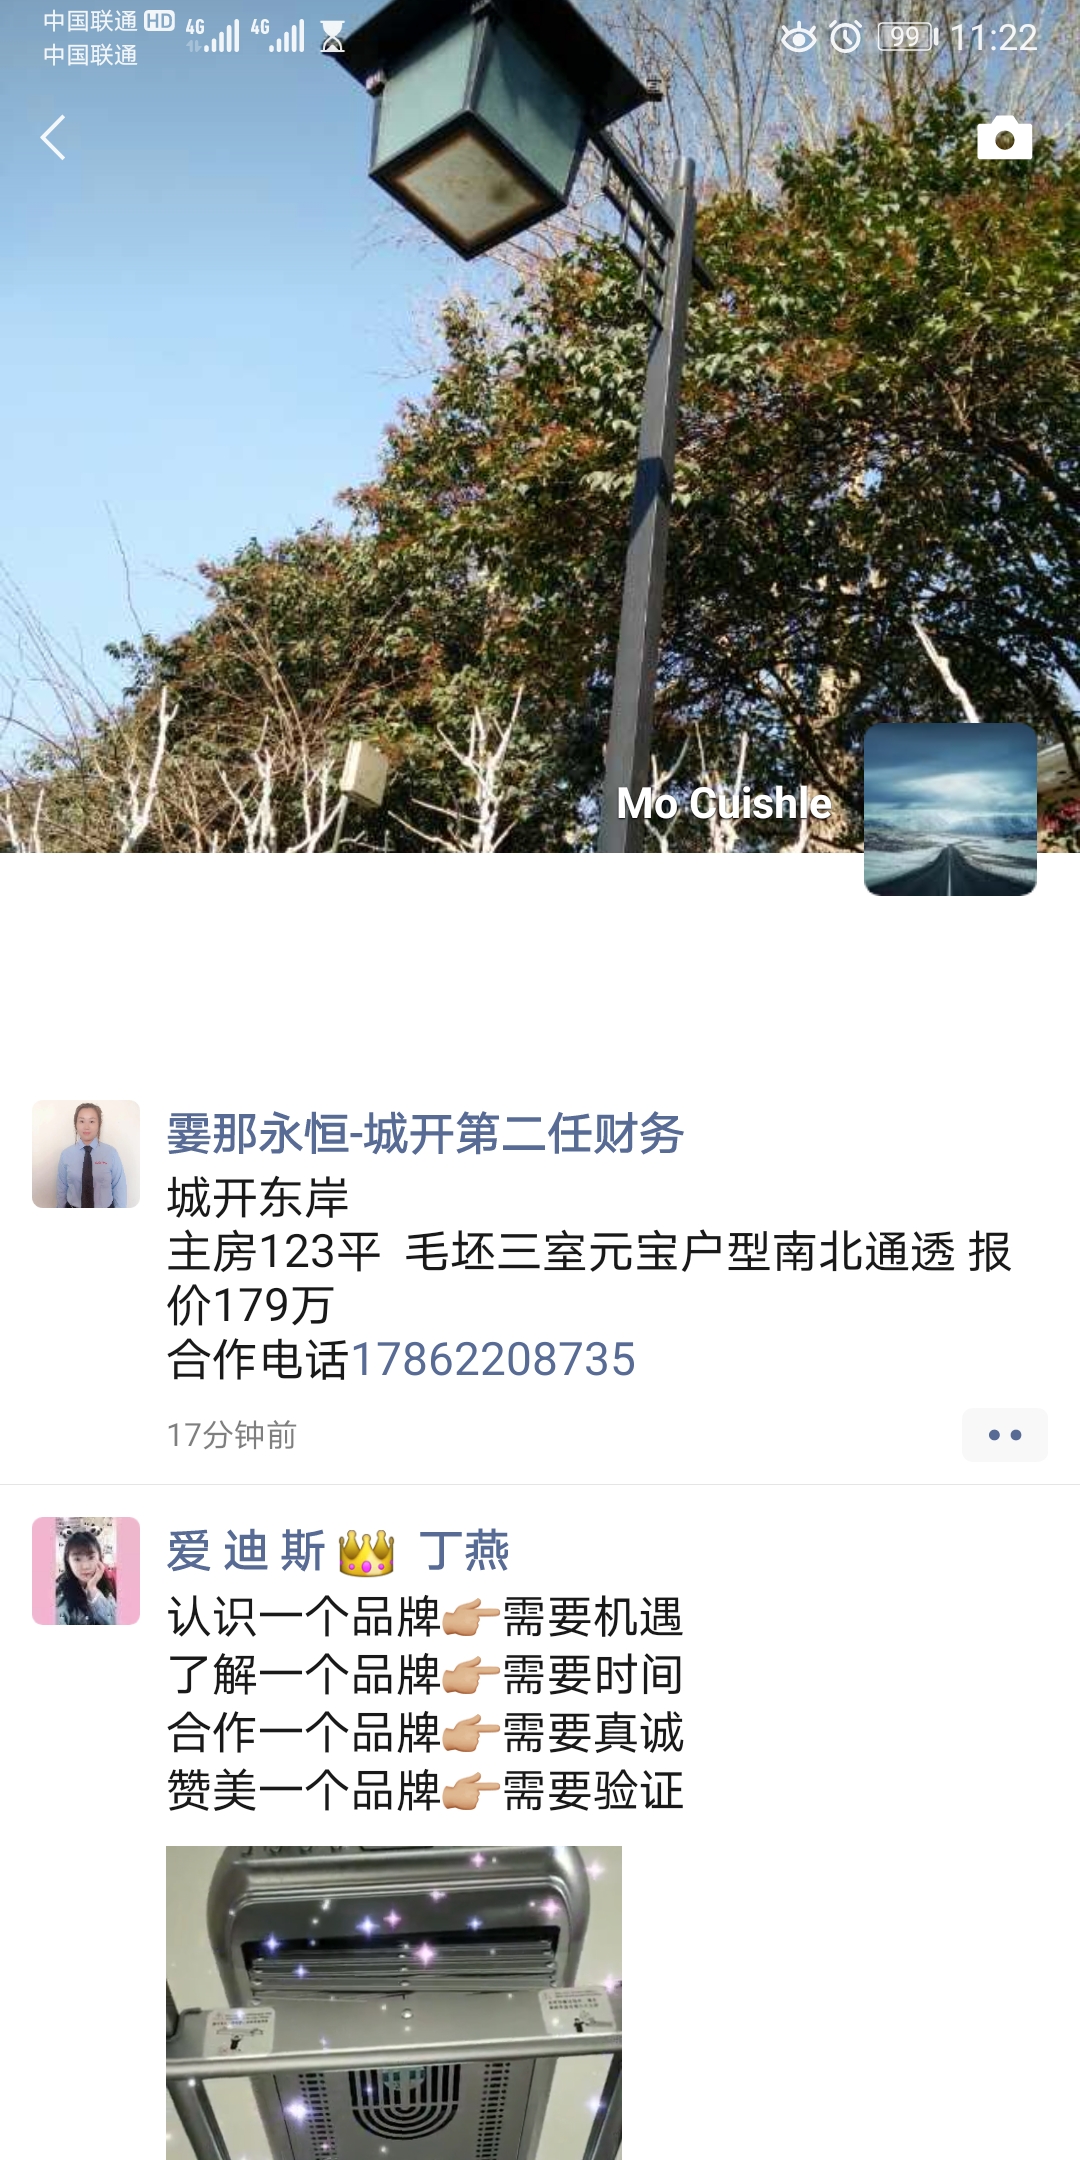 中国联通 HD 4G 4G 99 11:22
中国联通
Mo Cuishle
霎那永恒-城开第二任财务
城开东岸
主房123平 毛坯三室元宝户型南北通透 报
价179万
合作电话17862208735
17分钟前
爱 迪 斯👑 丁燕
认识一个品牌👉🏼需要机遇
了解一个品牌👉🏼需要时间
合作一个品牌👉🏼需要真诚
赞美一个品牌👉🏼需要验证